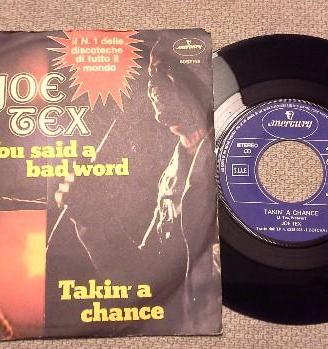 il N. 1 delle
discoteche
di tutto il
mondo
mercury
JOE
TEX
ou said a
bad word
Takin' a
chance
mercury
STEREO
S.I.A.E.
TAKIN' A CHANCE
JOE TEX